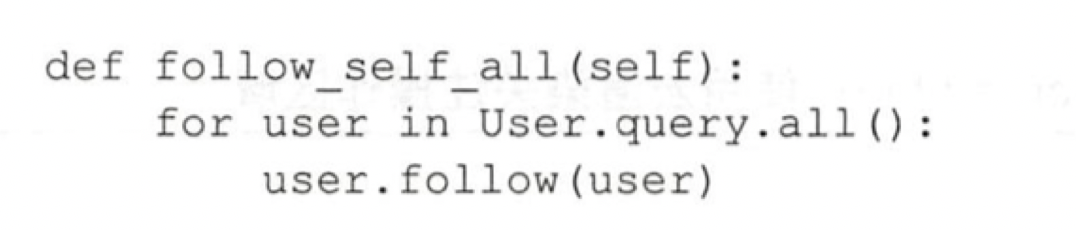 def follow_self_all(self):
    for user in User.query.all():
        user.follow(user)